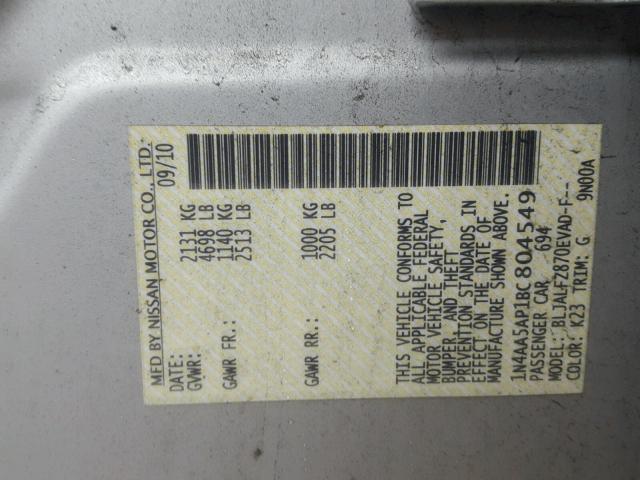 MFD BY NISSAN MOTOR CO., LTD.
DATE: 09/10
GVWR: 2131 KG
4698 LB
GAWR FR.: 1140 KG
2513 LB
GAWR RR.: 1000 KG
2205 LB
THIS VEHICLE CONFORMS TO
ALL APPLICABLE FEDERAL
MOTOR VEHICLE SAFETY,
BUMPER, AND THEFT
PREVENTION STANDARDS IN
EFFECT ON THE DATE OF
MANUFACTURE SHOWN ABOVE.
1N4AA5AP1BC804549
PASSENGER CAR 694
MODEL: BLJALFZ870EVAD-F--
COLOR: K23 TRIM: G 9N00A